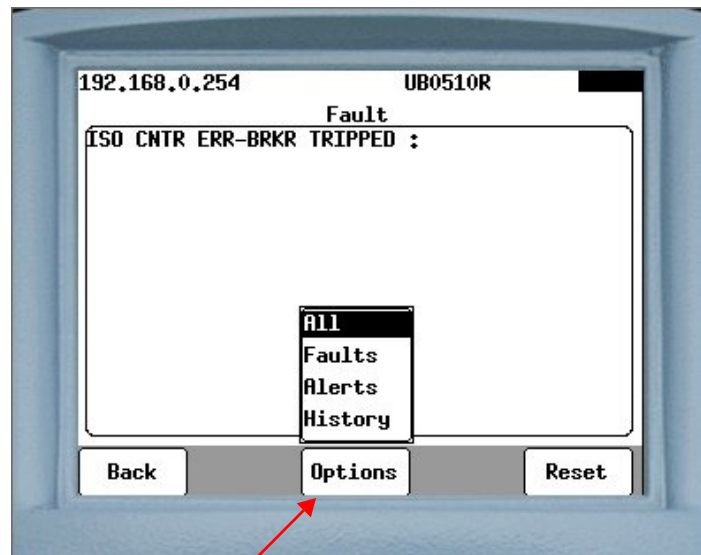 192.168.0.254 UB0510R
Fault
ISO CNTR ERR-BRKR TRIPPED :
All
Faults
Alerts
History
Back Options Reset